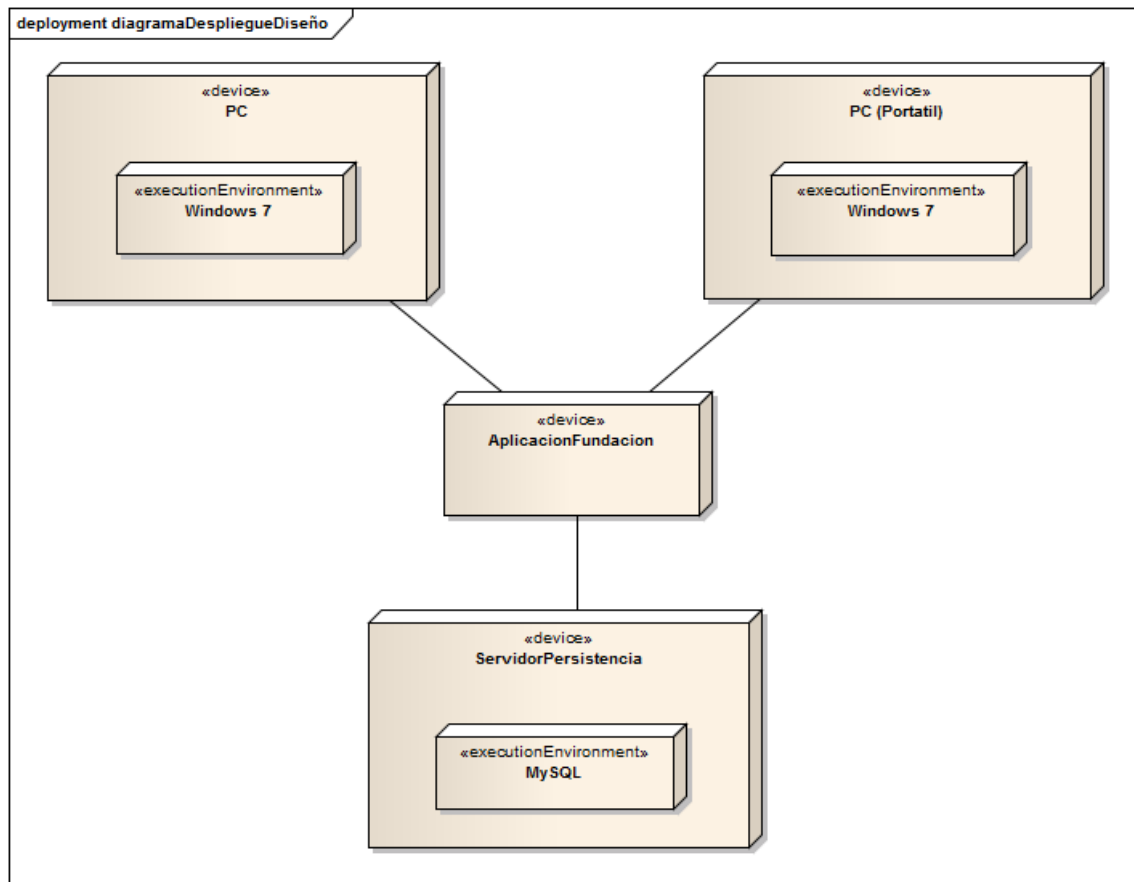 deployment diagramaDespliegueDiseño
«device»
PC
«executionEnvironment»
Windows 7
«device»
PC (Portatil)
«executionEnvironment»
Windows 7
«device»
AplicacionFundacion
«device»
ServidorPersistencia
«executionEnvironment»
MySQL